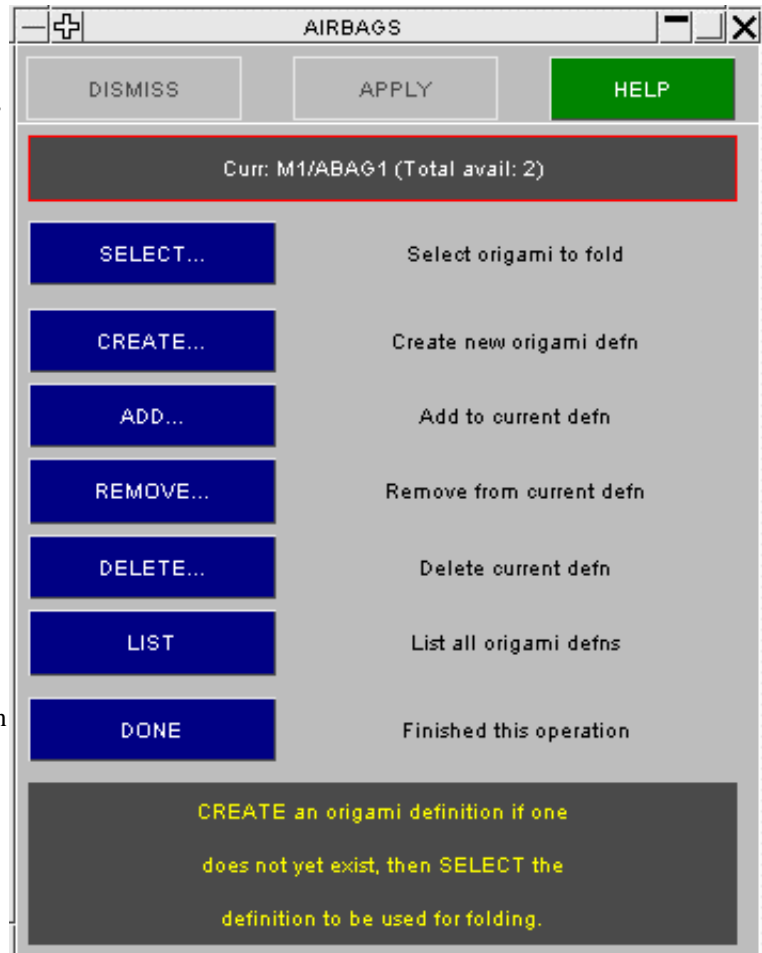 AIRBAGS
DISMISS APPLY HELP
Curr: M1/ABAG1 (Total avail: 2)
SELECT... Select origami to fold
CREATE... Create new origami defn
ADD... Add to current defn
REMOVE... Remove from current defn
DELETE... Delete current defn
LIST List all origami defns
DONE Finished this operation
CREATE an origami definition if one
does not yet exist, then SELECT the
definition to be used for folding.